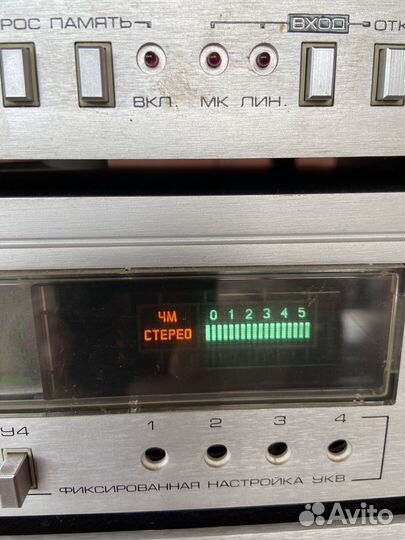 РОС ПАМЯТЬ
ВХОД
ОТК
ВКЛ.
МК ЛИН.
ЧМ
СТЕРЕО
0 1 2 3 4 5
У4
1 2 3 4
ФИКСИРОВАННАЯ НАСТРОЙКА УКВ
Avito